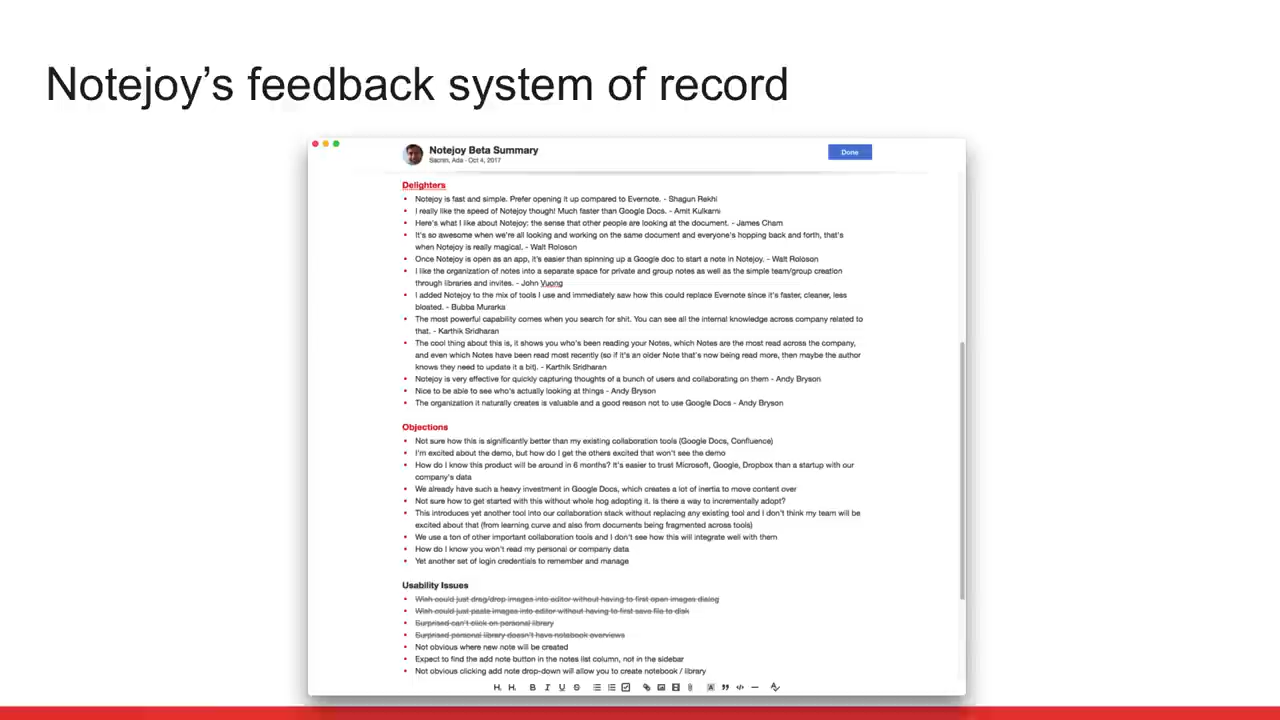 Notejoy’s feedback system of record
Notejoy Beta Summary
Sachin, Ada - Oct 4, 2017
Done
Delighters
• Notejoy is fast and simple. Prefer opening it up compared to Evernote. - Shagun Rekhi
• I really like the speed of Notejoy though! Much faster than Google Docs. - Amit Kulkarni
• Here's what I like about Notejoy: the sense that other people are looking at the document. - James Cham
• It's so awesome when we're all looking and working on the same document and everyone's hopping back and forth, that's
when Notejoy is really magical. - Walt Roloson
• Once Notejoy is open as an app, it's easier than spinning up a Google doc to start a note in Notejoy. - Walt Roloson
• I like the organization of notes into a separate space for private and group notes as well as the simple team/group creation
through libraries and invites. - John Vuong
• I added Notejoy to the mix of tools I use and immediately saw how this could replace Evernote since it's faster, cleaner, less
bloated. - Bubba Murarka
• The most powerful capability comes when you search for shit. You can see all the internal knowledge across company related to
that. - Karthik Sridharan
• The cool thing about this is, it shows you who's been reading your Notes, which Notes are the most read across the company,
and even which Notes have been read most recently (so if it's an older Note that's now being read more, then maybe the author
knows they need to update it a bit). - Karthik Sridharan
• Notejoy is very effective for quickly capturing thoughts of a bunch of users and collaborating on them - Andy Bryson
• Nice to be able to see who's actually looking at things - Andy Bryson
• The organization it naturally creates is valuable and a good reason not to use Google Docs - Andy Bryson
Objections
• Not sure how this is significantly better than my existing collaboration tools (Google Docs, Confluence)
• I'm excited about the demo, but how do I get the others excited that won't see the demo
• How do I know this product will be around in 6 months? It's easier to trust Microsoft, Google, Dropbox than a startup with our
company's data
• We already have such a heavy investment in Google Docs, which creates a lot of inertia to move content over
• Not sure how to get started with this without whole hog adopting it. Is there a way to incrementally adopt?
• This introduces yet another tool into our collaboration stack without replacing any existing tool and I don't think my team will be
excited about that (from learning curve and also from documents being fragmented across tools)
• We use a ton of other important collaboration tools and I don't see how this will integrate well with them
• How do I know you won't read my personal or company data
• Yet another set of login credentials to remember and manage
Usability Issues
• Wish could just drag/drop images into editor without having to first open images dialog
• Wish could just paste images into editor without having to first save file to disk
• Surprised can't click on personal library
• Surprised personal library doesn't have notebook overviews
• Not obvious where new note will be created
• Expect to find the add note button in the notes list column, not in the sidebar
• Not obvious clicking add note drop-down will allow you to create notebook / library